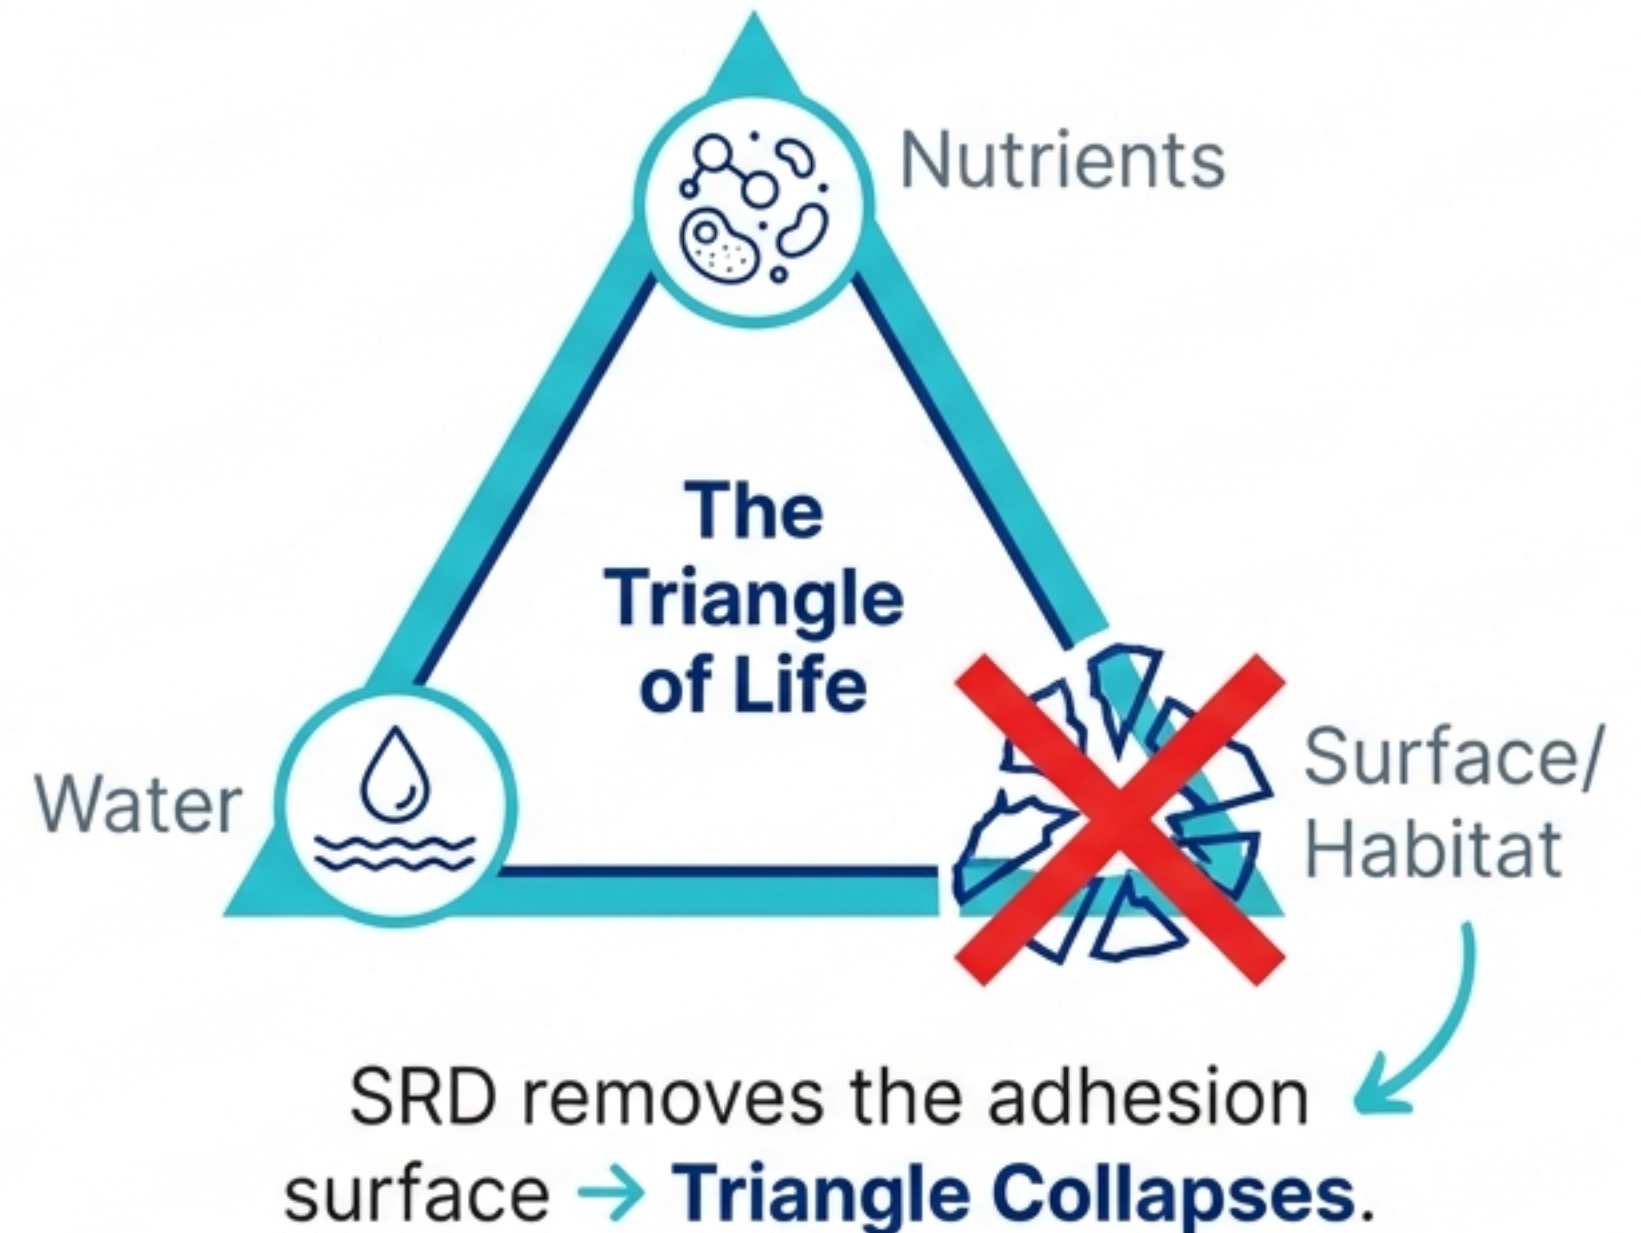 Nutrients
The
Triangle
of Life
Water
Surface/
Habitat
SRD removes the adhesion
surface → Triangle Collapses.